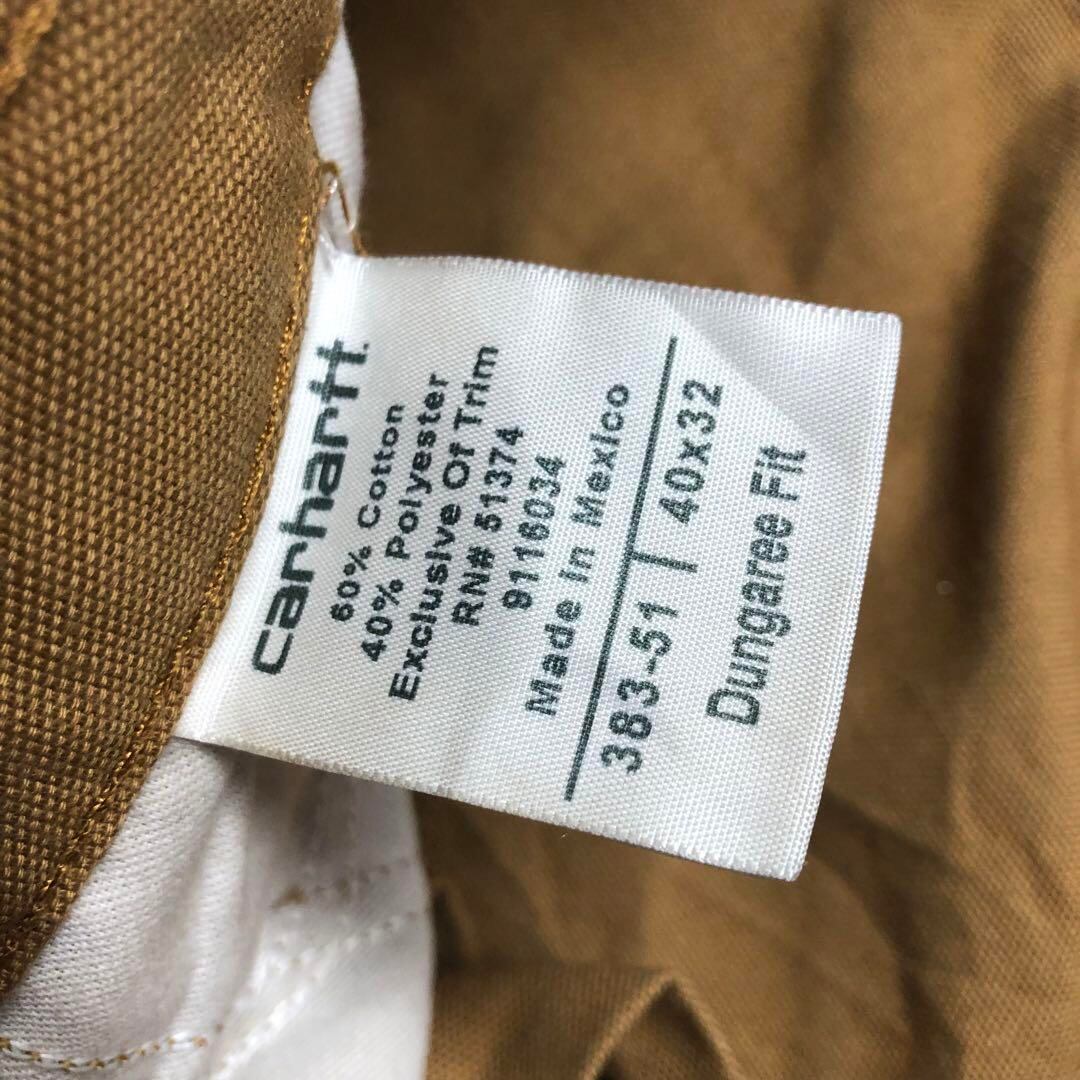 carhartt.
60% Cotton
40% Polyester
Exclusive Of Trim
RN# 51374
9116034
Made In Mexico
383-51 | 40x32
Dungaree Fit